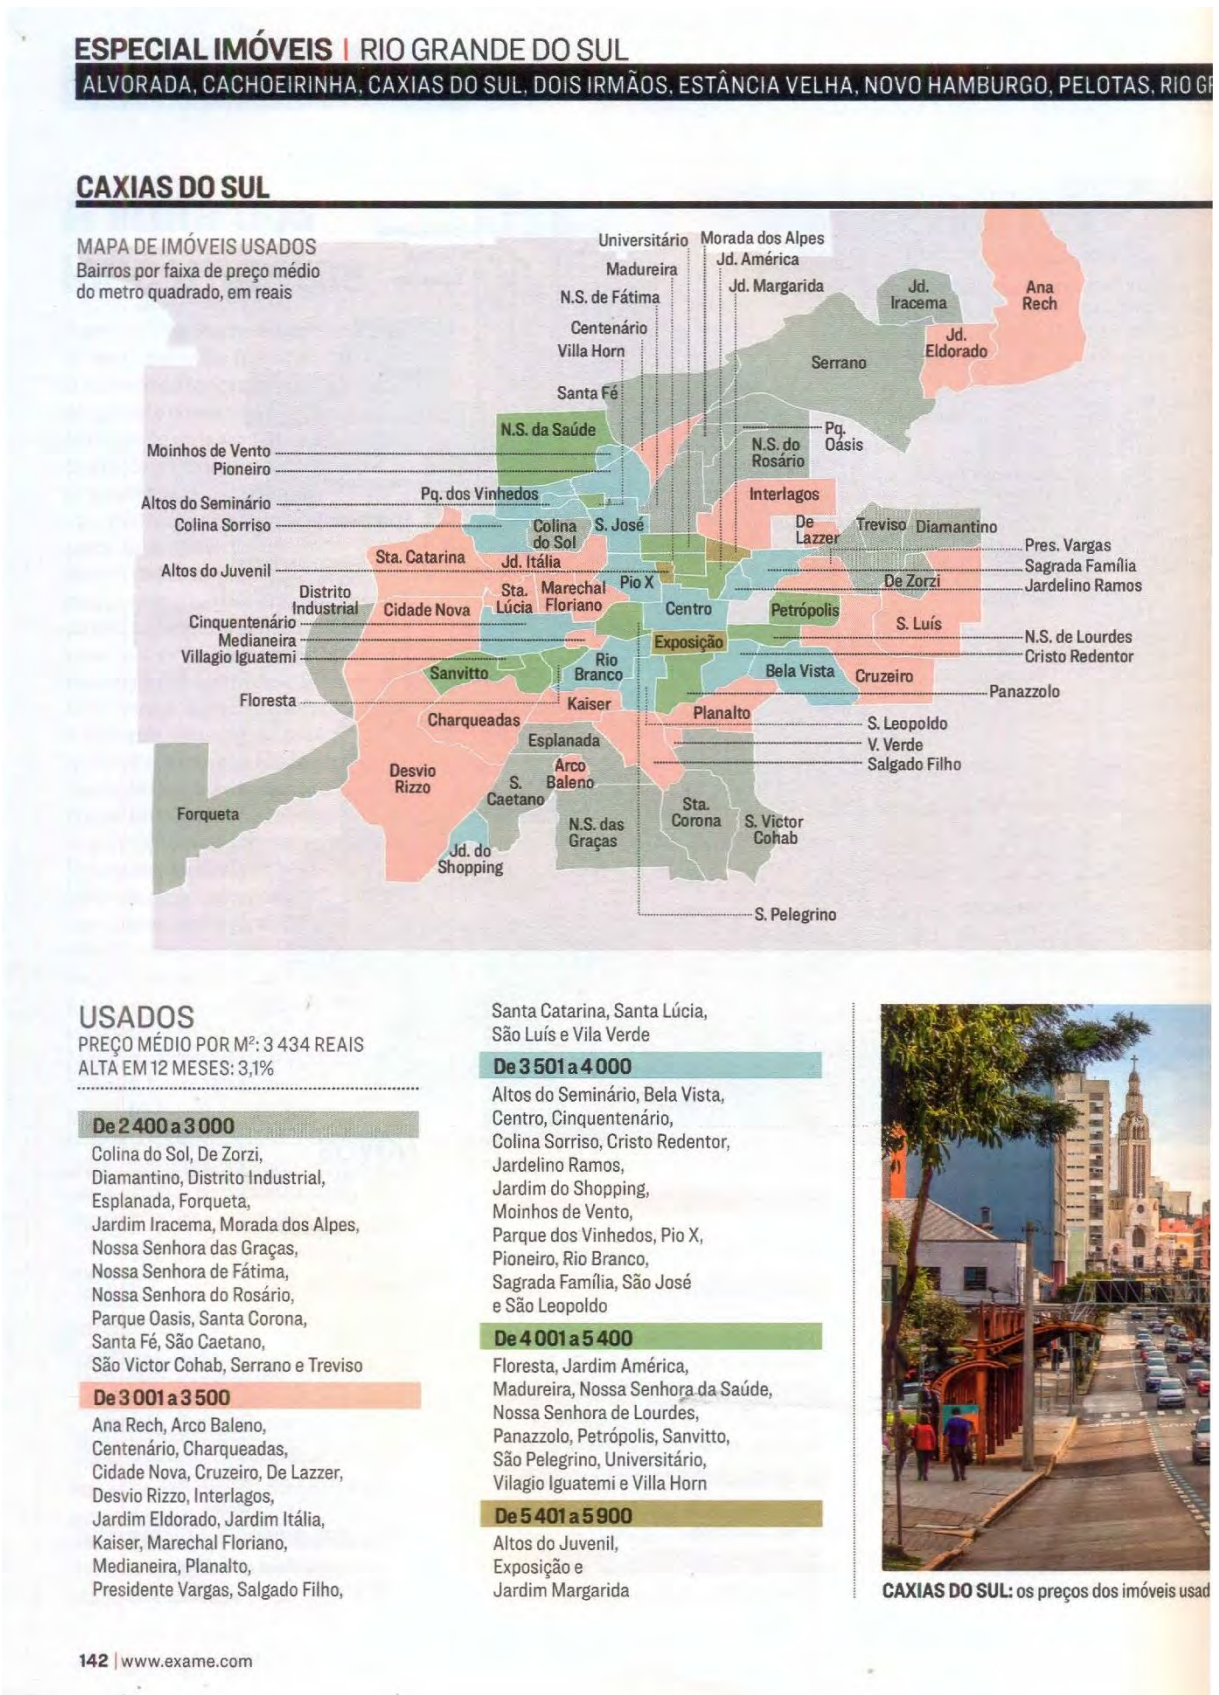 ESPECIAL IMÓVEIS | RIO GRANDE DO SUL
ALVORADA, CACHOEIRINHA, CAXIAS DO SUL, DOIS IRMÃOS, ESTÂNCIA VELHA, NOVO HAMBURGO, PELOTAS, RIO GR
CAXIAS DO SUL
MAPA DE IMÓVEIS USADOS
Bairros por faixa de preço médio
do metro quadrado, em reais
Universitário
Morada dos Alpes
Madureira
Jd. América
N.S. de Fátima
Jd. Margarida
Centenário
Villa Horn
Santa Fé
Jd.
Iracema
Ana
Rech
Jd.
Eldorado
Serrano
N.S. da Saúde
Pq.
Oásis
N.S. do
Rosário
Moinhos de Vento
Pioneiro
Altos do Seminário
Pq. dos Vinhedos
Interlagos
Colina Sorriso
Colina
do Sol
S. José
De
Lazzer
Treviso
Diamantino
Sta. Catarina
Jd. Itália
Pres. Vargas
Sagrada Família
Jardelino Ramos
Altos do Juvenil
Pio X
De Zorzi
Distrito
Industrial
Cidade Nova
Sta.
Lúcia
Marechal
Floriano
Centro
Petrópolis
S. Luís
Cinquentenário
Medianeira
Villagio Iguatemi
Exposição
N.S. de Lourdes
Cristo Redentor
Sanvitto
Rio
Branco
Bela Vista
Cruzeiro
Floresta
Kaiser
Panazzolo
Charqueadas
Planalto
S. Leopoldo
Esplanada
V. Verde
Salgado Filho
Desvio
Rizzo
Arco
Baleno
S.
Caetano
Forqueta
N.S. das
Graças
Sta.
Corona
S. Victor
Cohab
Jd. do
Shopping
S. Pelegrino
USADOS
PREÇO MÉDIO POR M²: 3 434 REAIS
ALTA EM 12 MESES: 3,1%
De 2 400 a 3 000
Colina do Sol, De Zorzi,
Diamantino, Distrito Industrial,
Esplanada, Forqueta,
Jardim Iracema, Morada dos Alpes,
Nossa Senhora das Graças,
Nossa Senhora de Fátima,
Nossa Senhora do Rosário,
Parque Oasis, Santa Corona,
Santa Fé, São Caetano,
São Victor Cohab, Serrano e Treviso
De 3 001 a 3 500
Ana Rech, Arco Baleno,
Centenário, Charqueadas,
Cidade Nova, Cruzeiro, De Lazzer,
Desvio Rizzo, Interlagos,
Jardim Eldorado, Jardim Itália,
Kaiser, Marechal Floriano,
Medianeira, Planalto,
Presidente Vargas, Salgado Filho,
Santa Catarina, Santa Lúcia,
São Luís e Vila Verde
De 3 501 a 4 000
Altos do Seminário, Bela Vista,
Centro, Cinquentenário,
Colina Sorriso, Cristo Redentor,
Jardelino Ramos,
Jardim do Shopping,
Moinhos de Vento,
Parque dos Vinhedos, Pio X,
Pioneiro, Rio Branco,
Sagrada Família, São José
e São Leopoldo
De 4 001 a 5 400
Floresta, Jardim América,
Madureira, Nossa Senhora da Saúde,
Nossa Senhora de Lourdes,
Panazzolo, Petrópolis, Sanvitto,
São Pelegrino, Universitário,
Vilagio Iguatemi e Villa Horn
De 5 401 a 5 900
Altos do Juvenil,
Exposição e
Jardim Margarida
CAXIAS DO SUL: os preços dos imóveis usad
142 | www.exame.com